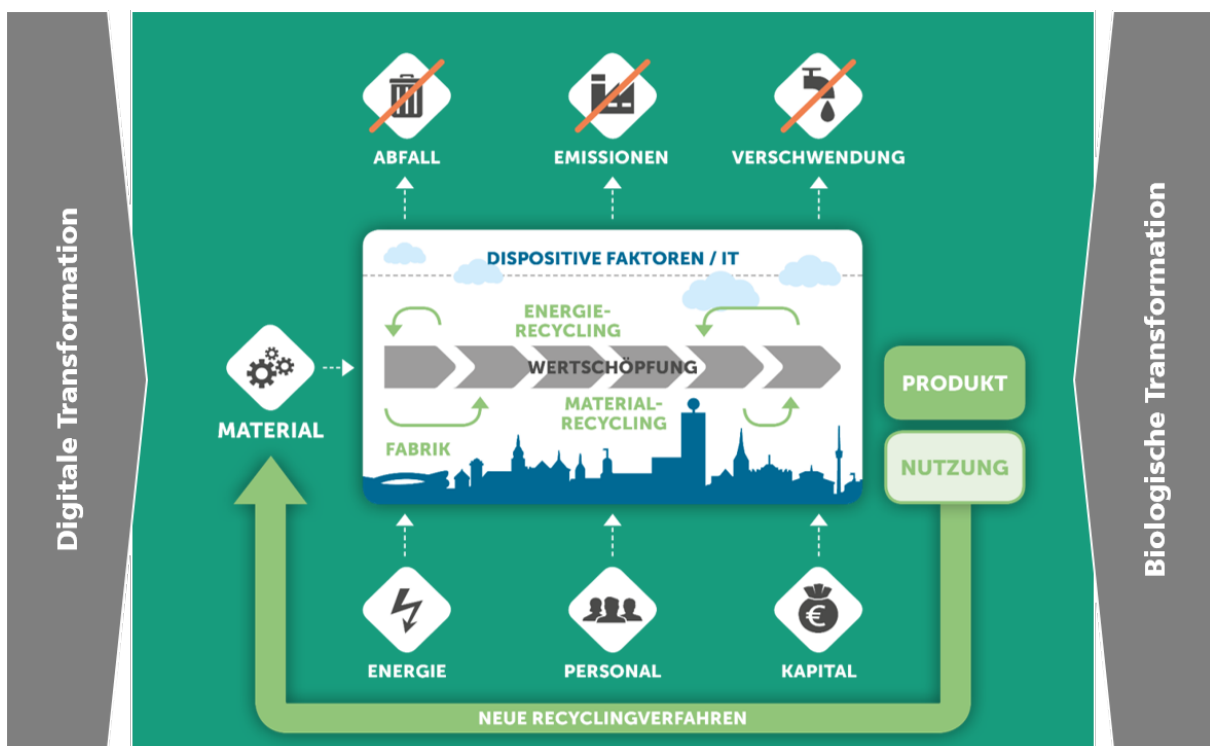 Digitale Transformation
ABFALL
EMISSIONEN
VERSCHWENDUNG
DISPOSITIVE FAKTOREN / IT
ENERGIE-
RECYCLING
WERTSCHÖPFUNG
MATERIAL-
RECYCLING
FABRIK
MATERIAL
PRODUKT
NUTZUNG
ENERGIE
PERSONAL
KAPITAL
NEUE RECYCLINGVERFAHREN
Biologische Transformation